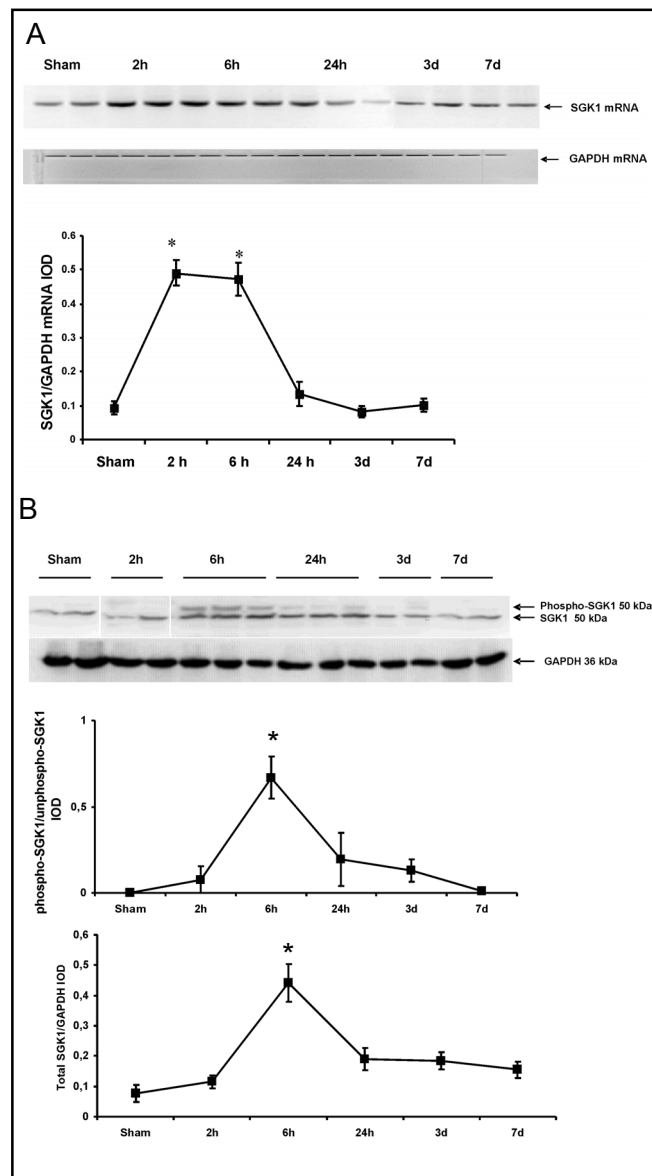 A
Sham 2h 6h 24h 3d 7d
SGK1 mRNA
GAPDH mRNA
SGK1/GAPDH mRNA IOD
0.6
*
*
0.5
0.4
0.3
0.2
0.1
0
Sham 2 h 6 h 24 h 3d 7d
B
Sham 2h 6h 24h 3d 7d
Phospho-SGK1 50 kDa
SGK1 50 kDa
GAPDH 36 kDa
phospho-SGK1/unphospho-SGK1
IOD
1
*
0,5
0
Sham 2h 6h 24h 3d 7d
Total SGK1/GAPDH IOD
0,6
*
0,5
0,4
0,3
0,2
0,1
0
Sham 2h 6h 24h 3d 7d